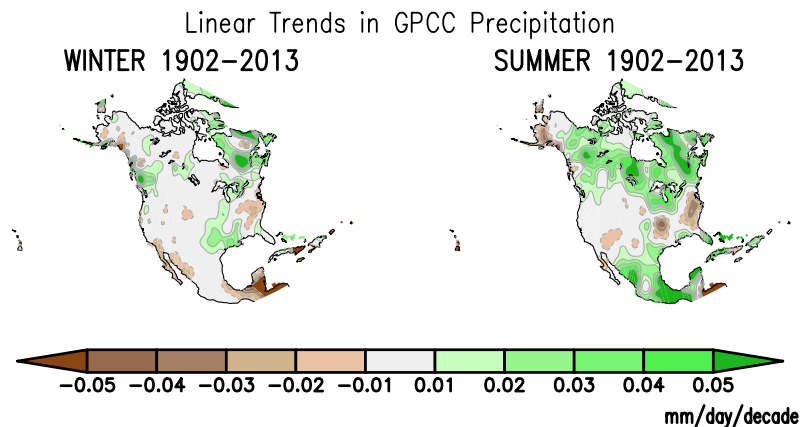 Linear Trends in GPCC Precipitation
WINTER 1902–2013
SUMMER 1902–2013
−0.05 −0.04 −0.03 −0.02 −0.01 0.01 0.02 0.03 0.04 0.05
mm/day/decade